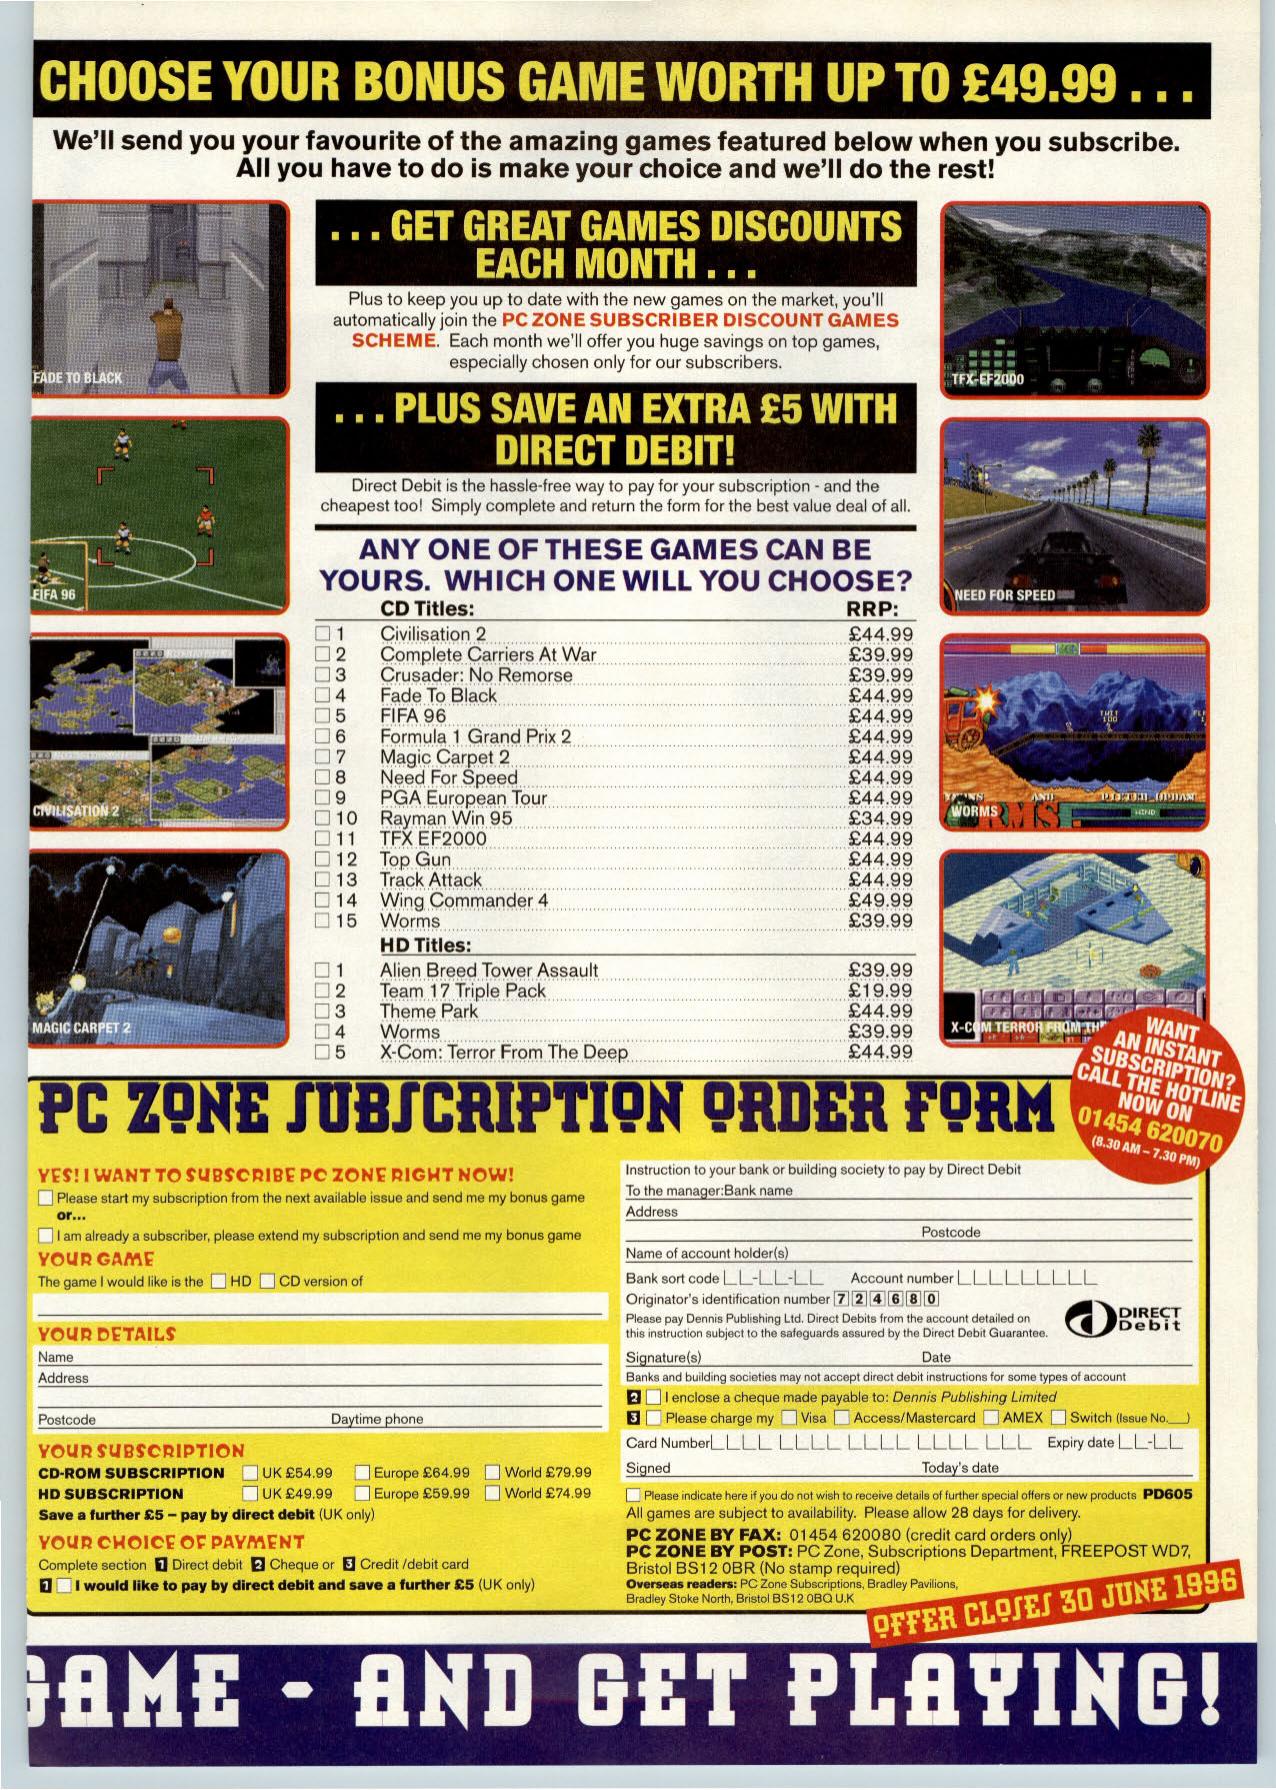 CHOOSE YOUR BONUS GAME WORTH UP TO £49.99 . . .
We'll send you your favourite of the amazing games featured below when you subscribe.
All you have to do is make your choice and we'll do the rest!
FADE TO BLACK
FIFA 96
CIVILISATION 2
MAGIC CARPET 2
. . . GET GREAT GAMES DISCOUNTS
EACH MONTH . . .
Plus to keep you up to date with the new games on the market, you'll
automatically join the PC ZONE SUBSCRIBER DISCOUNT GAMES
SCHEME. Each month we'll offer you huge savings on top games,
especially chosen only for our subscribers.
. . . PLUS SAVE AN EXTRA £5 WITH
DIRECT DEBIT!
Direct Debit is the hassle-free way to pay for your subscription - and the
cheapest too! Simply complete and return the form for the best value deal of all.
ANY ONE OF THESE GAMES CAN BE
YOURS. WHICH ONE WILL YOU CHOOSE?
CD Titles: RRP:
1 Civilisation 2 £44.99
2 Complete Carriers At War £39.99
3 Crusader: No Remorse £39.99
4 Fade To Black £44.99
5 FIFA 96 £44.99
6 Formula 1 Grand Prix 2 £44.99
7 Magic Carpet 2 £44.99
8 Need For Speed £44.99
9 PGA European Tour £44.99
10 Rayman Win 95 £34.99
11 TFX EF2000 £44.99
12 Top Gun £44.99
13 Track Attack £44.99
14 Wing Commander 4 £49.99
15 Worms £39.99
HD Titles:
1 Alien Breed Tower Assault £39.99
2 Team 17 Triple Pack £19.99
3 Theme Park £44.99
4 Worms £39.99
5 X-Com: Terror From The Deep £44.99
TFX-EF2000
NEED FOR SPEED
WORMS
WIND
X-COM TERROR FROM THE
WANT
AN INSTANT
SUBSCRIPTION?
CALL THE HOTLINE
NOW ON
01454 620070
(8.30 AM – 7.30 PM)
PC ZONE SUBSCRIPTION ORDER FORM
YES! I WANT TO SUBSCRIBE PC ZONE RIGHT NOW!
Please start my subscription from the next available issue and send me my bonus game
or...
I am already a subscriber, please extend my subscription and send me my bonus game
YOUR GAME
The game I would like is the HD CD version of
YOUR DETAILS
Name
Address
Postcode Daytime phone
YOUR SUBSCRIPTION
CD-ROM SUBSCRIPTION UK £54.99 Europe £64.99 World £79.99
HD SUBSCRIPTION UK £49.99 Europe £59.99 World £74.99
Save a further £5 – pay by direct debit (UK only)
YOUR CHOICE OF PAYMENT
Complete section 1 Direct debit 2 Cheque or 3 Credit /debit card
1 I would like to pay by direct debit and save a further £5 (UK only)
Instruction to your bank or building society to pay by Direct Debit
To the manager:Bank name
Address
Postcode
Name of account holder(s)
Bank sort code Account number
Originator's identification number 7 2 4 6 8 0
Please pay Dennis Publishing Ltd. Direct Debits from the account detailed on
this instruction subject to the safeguards assured by the Direct Debit Guarantee.
DIRECT
Debit
Signature(s) Date
Banks and building societies may not accept direct debit instructions for some types of account
2 I enclose a cheque made payable to: Dennis Publishing Limited
3 Please charge my Visa Access/Mastercard AMEX Switch (Issue No.__)
Card Number Expiry date
Signed Today's date
Please indicate here if you do not wish to receive details of further special offers or new products PD605
All games are subject to availability. Please allow 28 days for delivery.
PC ZONE BY FAX: 01454 620080 (credit card orders only)
PC ZONE BY POST: PC Zone, Subscriptions Department, FREEPOST WD7,
Bristol BS12 0BR (No stamp required)
Overseas readers: PC Zone Subscriptions, Bradley Pavilions,
Bradley Stoke North, Bristol BS12 0BQ U.K
OFFER CLOSES 30 JUNE 1996
GAME - AND GET PLAYING!